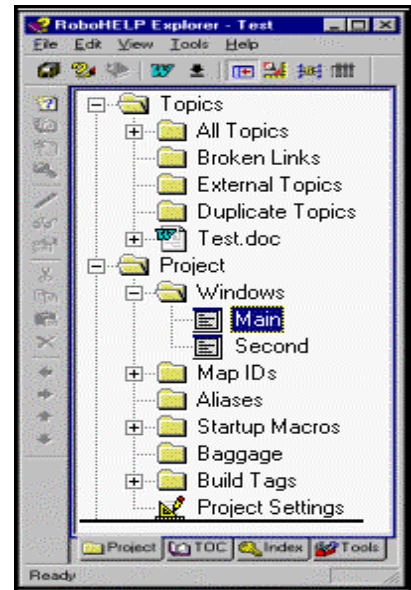 RoboHELP Explorer - Test
File Edit View Tools Help
Topics
All Topics
Broken Links
External Topics
Duplicate Topics
Test.doc
Project
Windows
Main
Second
Map IDs
Aliases
Startup Macros
Baggage
Build Tags
Project Settings
Project TOC Index Tools
Ready